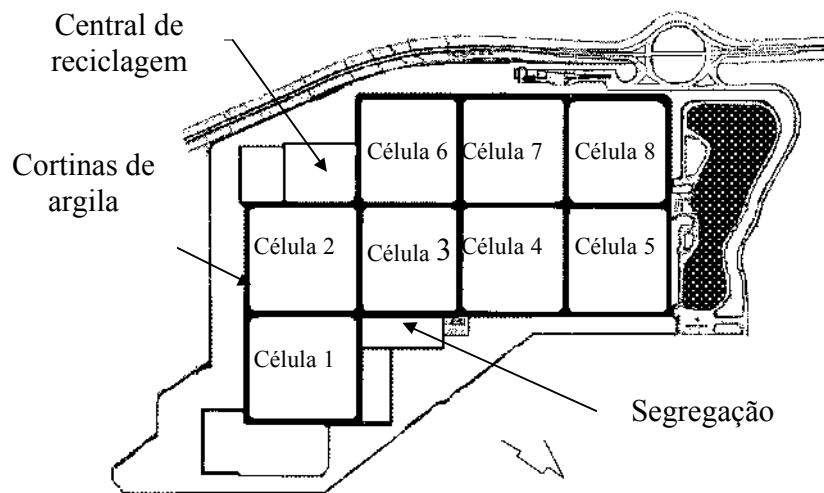 Central de
reciclagem
Cortinas de
argila
Célula 6
Célula 7
Célula 8
Célula 2
Célula 3
Célula 4
Célula 5
Célula 1
Segregação